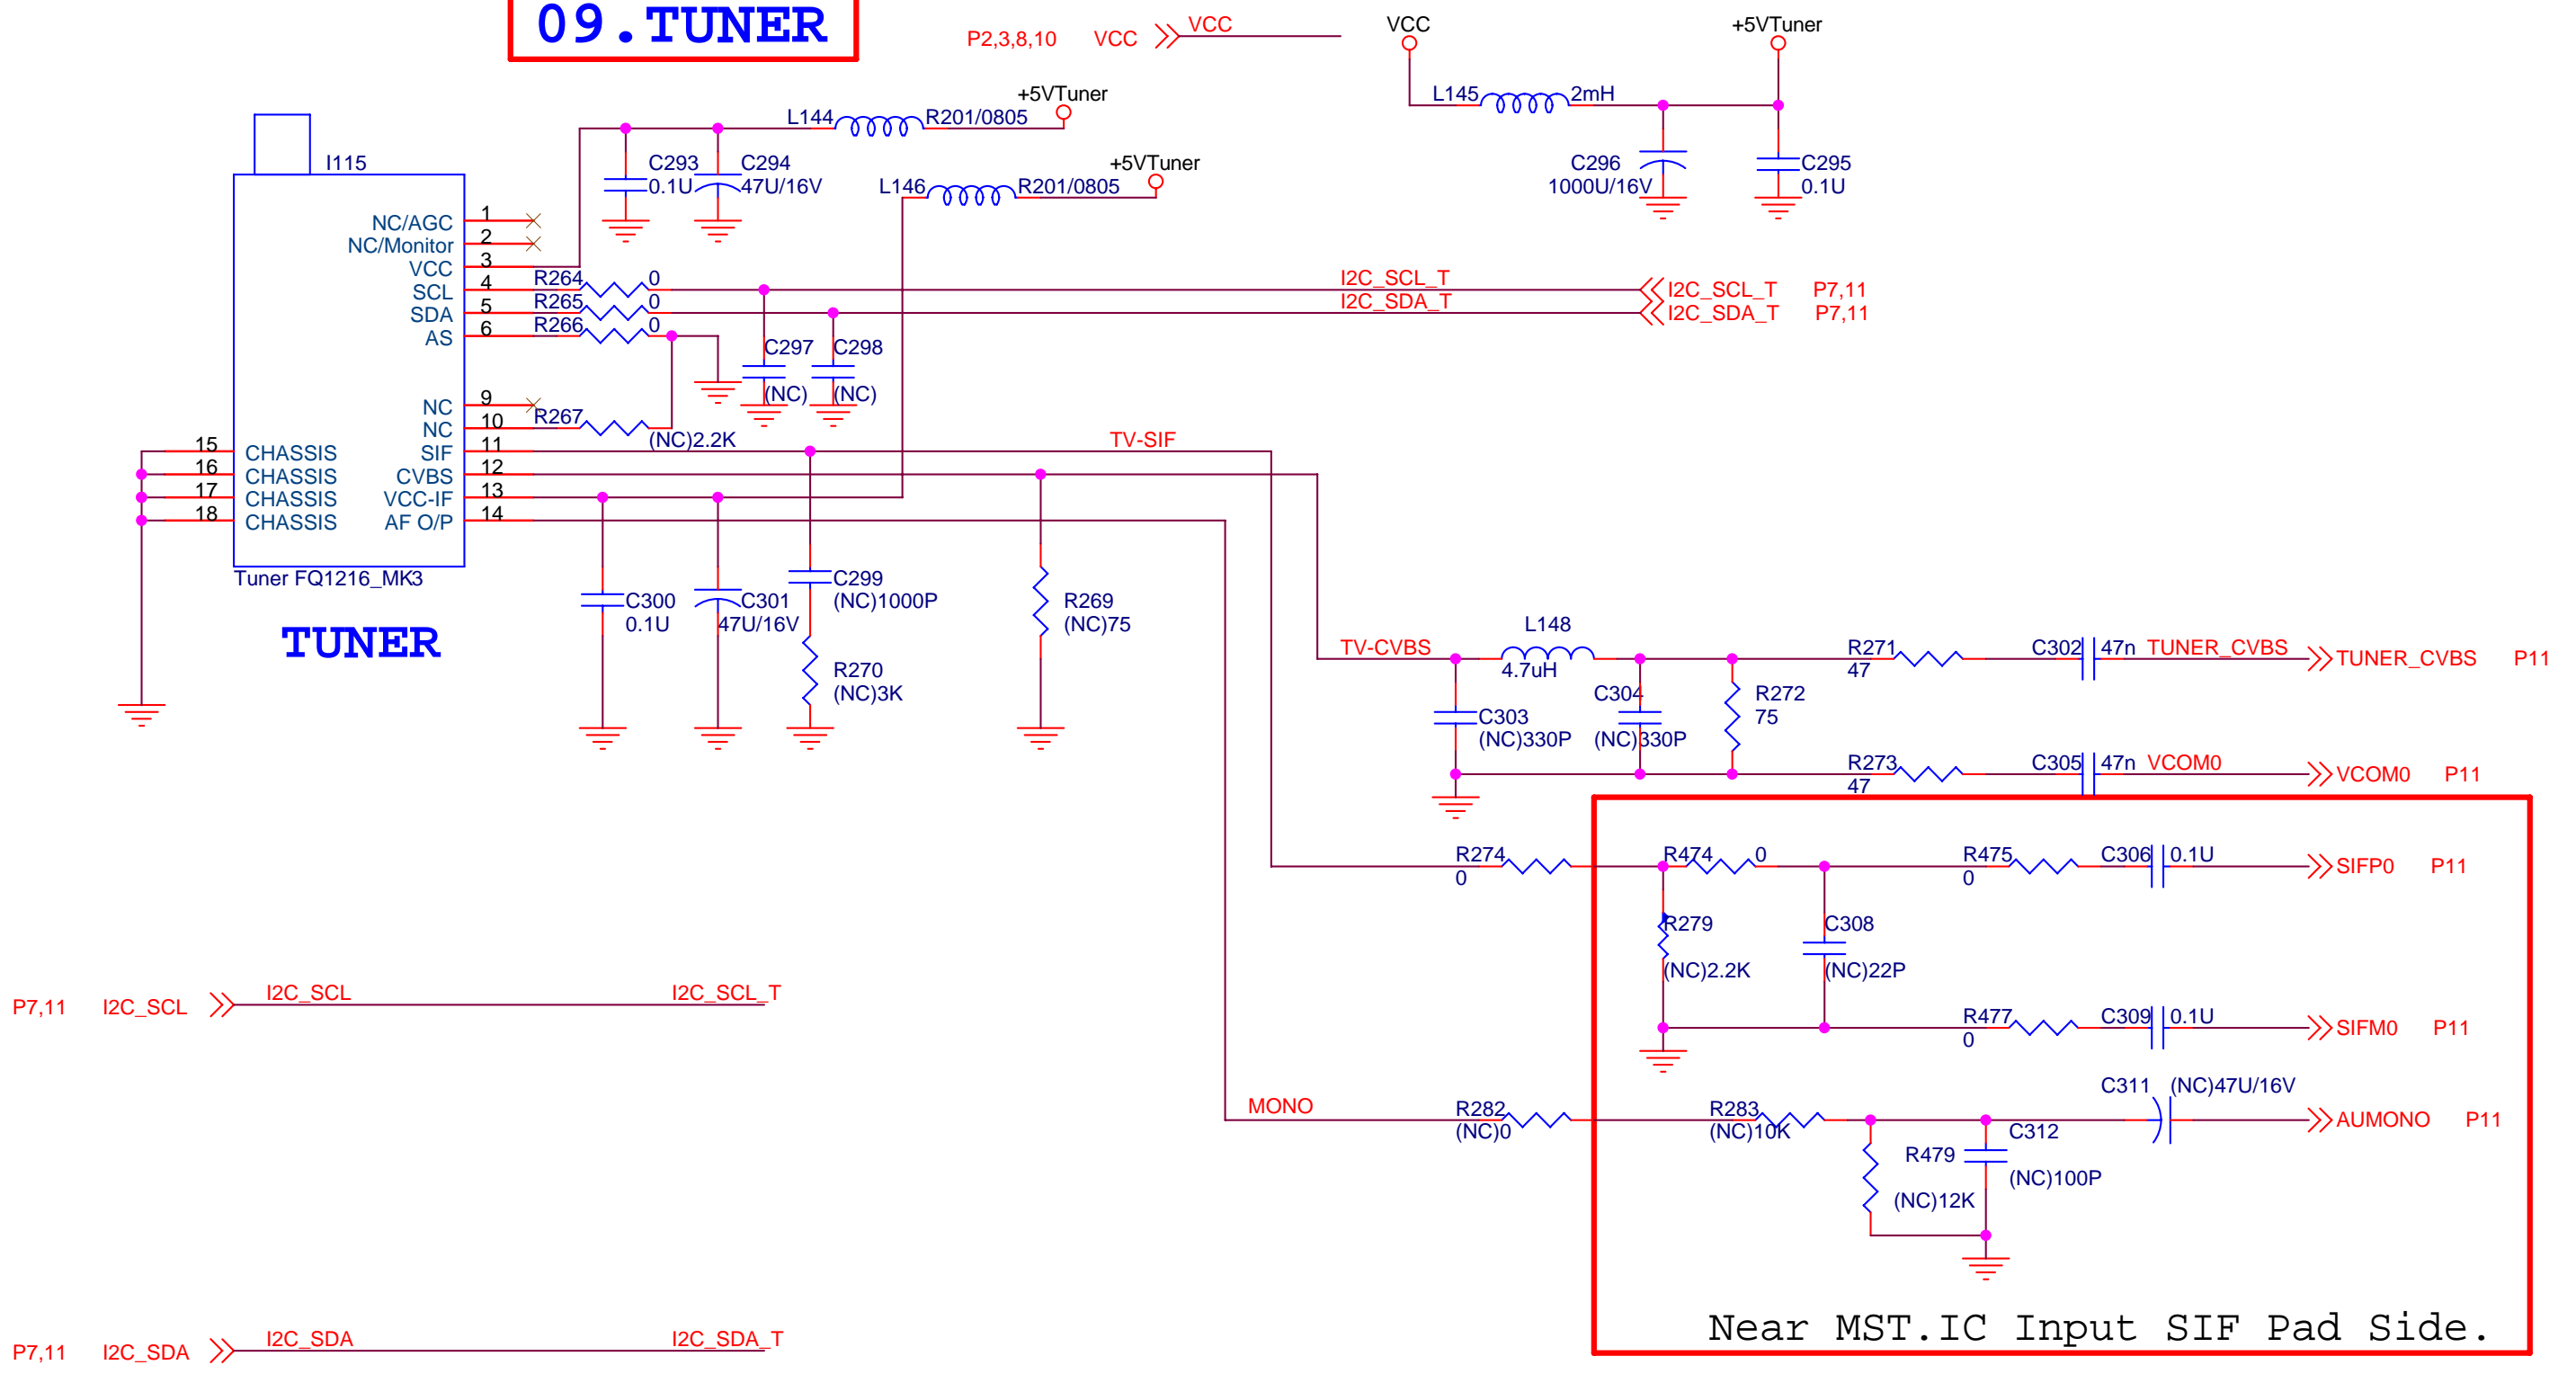 09.TUNER
P2,3,8,10 VCC VCC
VCC
+5VTuner
L145 2mH
C296
1000U/16V
C295
0.1U
+5VTuner
L144 R201/0805
C293
0.1U
C294
47U/16V
+5VTuner
L146 R201/0805
I115
NC/AGC 1
NC/Monitor 2
VCC 3
SCL 4
SDA 5
AS 6
NC 9
NC 10
SIF 11
CVBS 12
VCC-IF 13
AF O/P 14
15 CHASSIS
16 CHASSIS
17 CHASSIS
18 CHASSIS
Tuner FQ1216_MK3
TUNER
R264 0
R265 0
R266 0
R267
(NC)2.2K
I2C_SCL_T
I2C_SDA_T
I2C_SCL_T P7,11
I2C_SDA_T P7,11
C297
(NC)
C298
(NC)
TV-SIF
C300
0.1U
C301
47U/16V
C299
(NC)1000P
R270
(NC)3K
R269
(NC)75
TV-CVBS
L148
4.7uH
C303
(NC)330P
C304
(NC)330P
R272
75
R271
47
C302 47n TUNER_CVBS
TUNER_CVBS P11
R273
47
C305 47n VCOM0
VCOM0 P11
R274
0
R474 0
R475
0
C306 0.1U
SIFP0 P11
R279
(NC)2.2K
C308
(NC)22P
R477
0
C309 0.1U
SIFM0 P11
MONO
R282
(NC)0
R283
(NC)10K
C311 (NC)47U/16V
AUMONO P11
R479
(NC)12K
C312
(NC)100P
Near MST.IC Input SIF Pad Side.
P7,11 I2C_SCL I2C_SCL I2C_SCL_T
P7,11 I2C_SDA I2C_SDA I2C_SDA_T